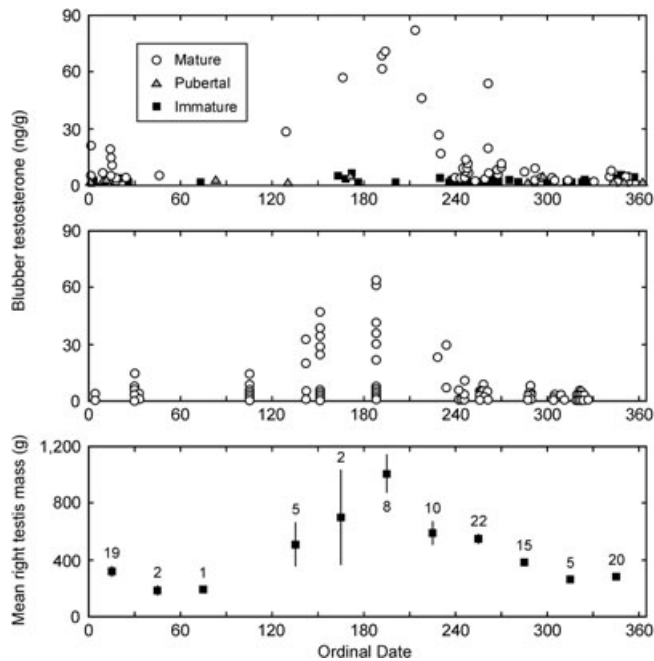 90
Mature
Pubertal
Immature
60
30
0
0 60 120 180 240 300 360
Blubber testosterone (ng/g)
90
60
30
0
0 60 120 180 240 300 360
Mean right testis mass (g)
1,200
800
400
0
19
2
1
5
2
8
10
22
15
5
20
0 60 120 180 240 300 360
Ordinal Date